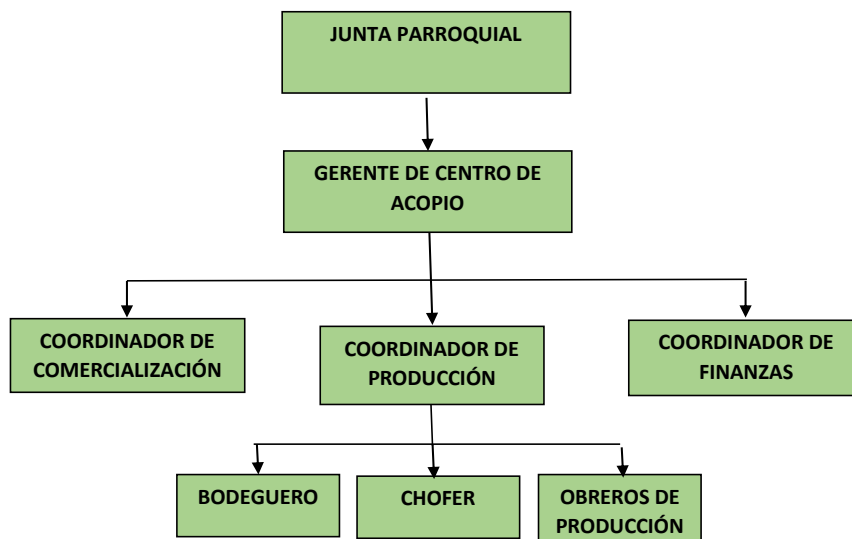 JUNTA PARROQUIAL
GERENTE DE CENTRO DE
ACOPIO
COORDINADOR DE
COMERCIALIZACIÓN
COORDINADOR DE
PRODUCCIÓN
COORDINADOR DE
FINANZAS
BODEGUERO
CHOFER
OBREROS DE
PRODUCCIÓN